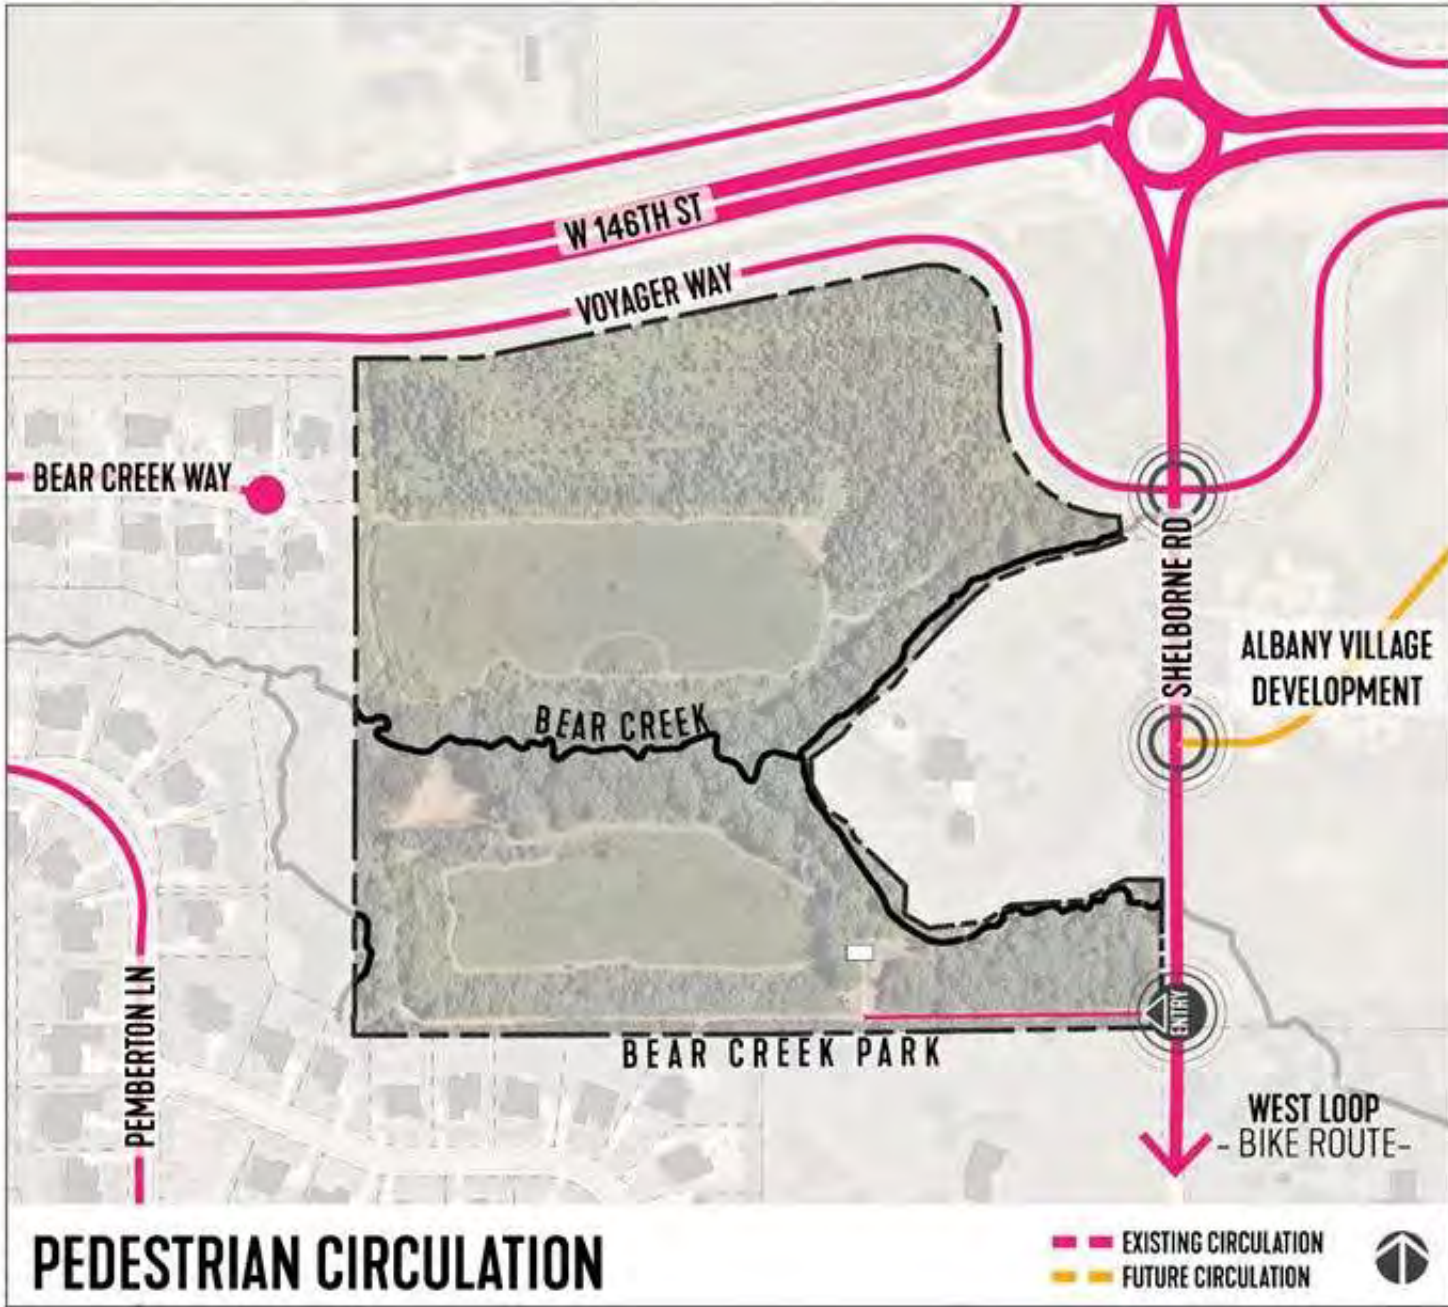 W 146TH ST
VOYAGER WAY
BEAR CREEK WAY
SHELBORNE RD
ALBANY VILLAGE
DEVELOPMENT
BEAR CREEK
PEMBERTON LN
ENTRY
BEAR CREEK PARK
WEST LOOP
- BIKE ROUTE-
PEDESTRIAN CIRCULATION
EXISTING CIRCULATION
FUTURE CIRCULATION